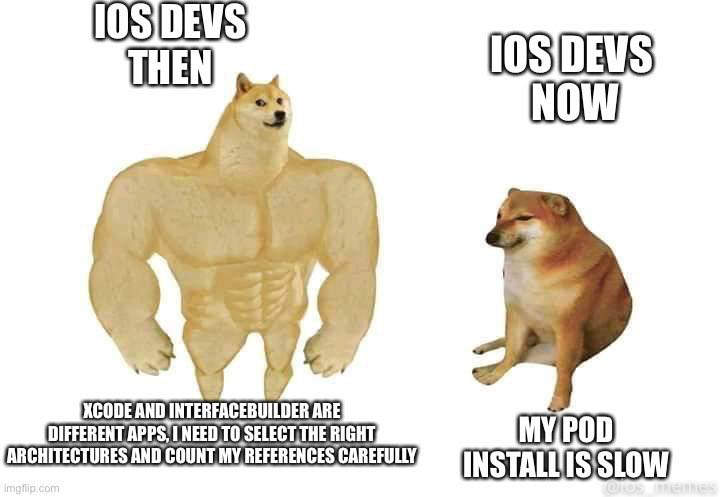 IOS DEVS
THEN
IOS DEVS
NOW
XCODE AND INTERFACEBUILDER ARE
DIFFERENT APPS, I NEED TO SELECT THE RIGHT
ARCHITECTURES AND COUNT MY REFERENCES CAREFULLY
MY POD
INSTALL IS SLOW
imgflip.com
@ios_memes